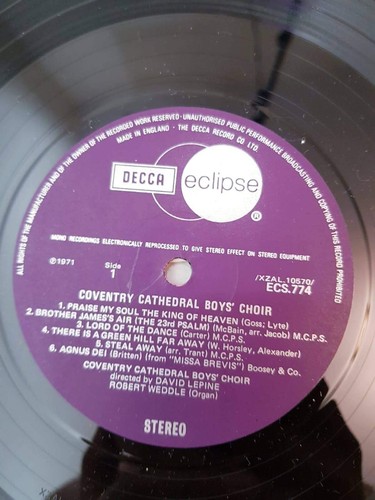 ALL RIGHTS OF THE MANUFACTURER AND OF THE OWNER OF THE RECORDED WORK RESERVED · UNAUTHORISED PUBLIC PERFORMANCE BROADCASTING AND COPYING OF THIS RECORD PROHIBITED
MADE IN ENGLAND · THE DECCA RECORD CO LTD.
DECCA eclipse ®
MONO RECORDINGS ELECTRONICALLY REPROCESSED TO GIVE STEREO EFFECT ON STEREO EQUIPMENT
℗1971 Side 1 /XZAL.10570/
ECS.774
COVENTRY CATHEDRAL BOYS' CHOIR
1. PRAISE MY SOUL THE KING OF HEAVEN (Goss; Lyte)
2. BROTHER JAMES'S AIR (THE 23rd PSALM) (McBain, arr. Jacob) M.C.P.S.
3. LORD OF THE DANCE (Carter) M.C.P.S.
4. THERE IS A GREEN HILL FAR AWAY (W. Horsley, Alexander)
5. STEAL AWAY (arr. Trant) M.C.P.S.
6. AGNUS DEI (Britten) (from "MISSA BREVIS") Boosey & Co.
COVENTRY CATHEDRAL BOYS' CHOIR
directed by DAVID LEPINE
ROBERT WEDDLE (Organ)
STEREO